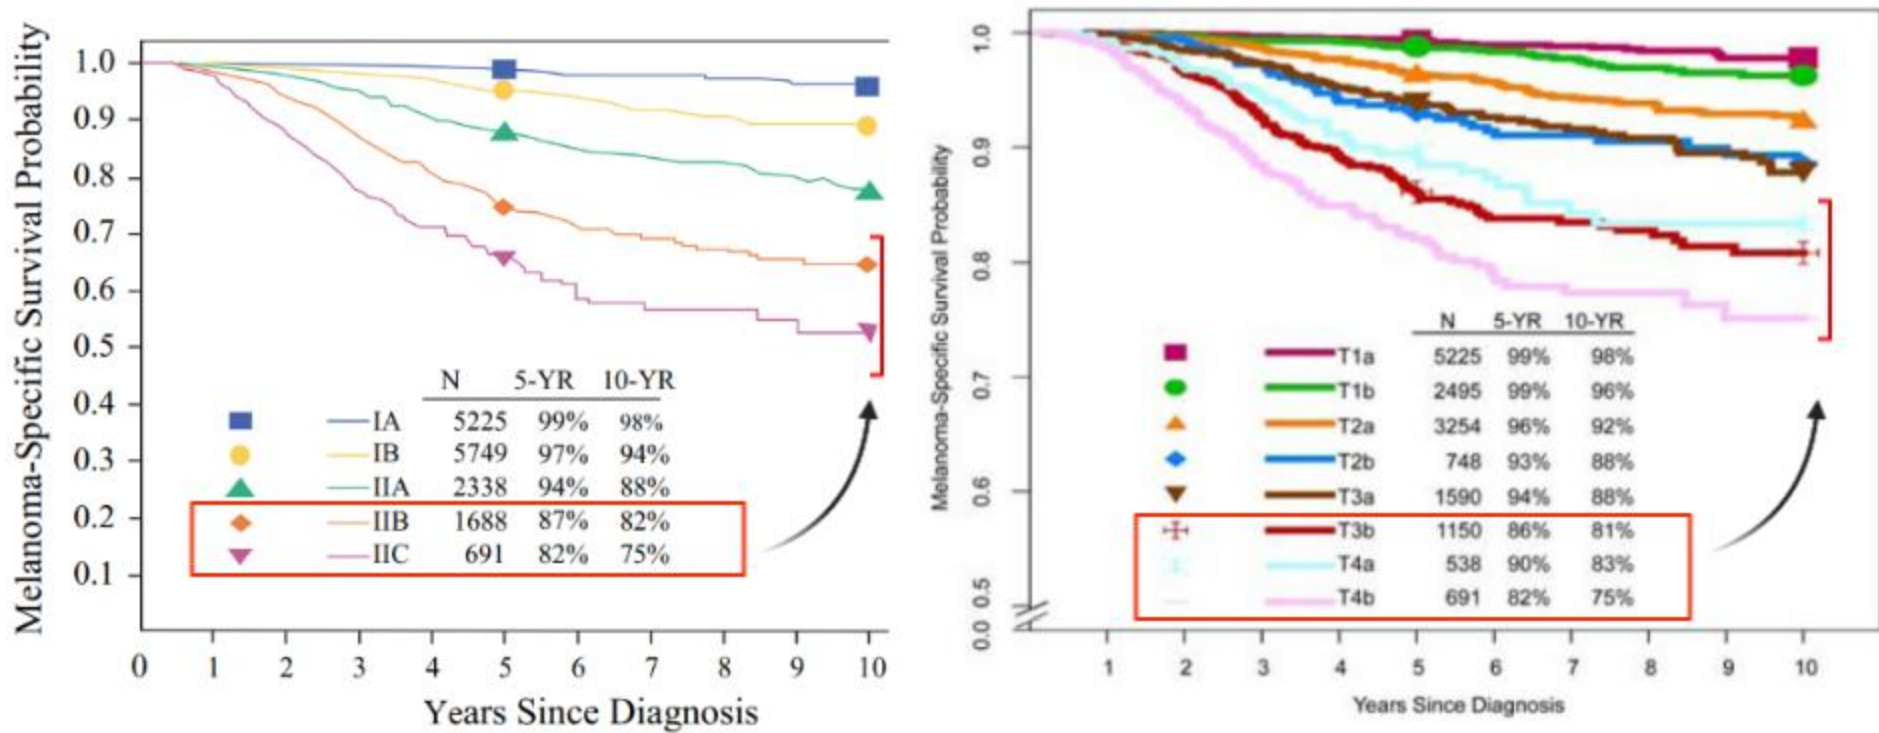 Melanoma-Specific Survival Probability
1.0
0.9
0.8
0.7
0.6
0.5
0.4
0.3
0.2
0.1
N 5-YR 10-YR
IA 5225 99% 98%
IB 5749 97% 94%
IIA 2338 94% 88%
IIB 1688 87% 82%
IIC 691 82% 75%
0 1 2 3 4 5 6 7 8 9 10
Years Since Diagnosis
Melanoma-Specific Survival Probability
1.0
0.9
0.8
0.7
0.6
0.5
0.0
N 5-YR 10-YR
T1a 5225 99% 98%
T1b 2495 99% 96%
T2a 3254 96% 92%
T2b 748 93% 88%
T3a 1590 94% 88%
T3b 1150 86% 81%
T4a 538 90% 83%
T4b 691 82% 75%
1 2 3 4 5 6 7 8 9 10
Years Since Diagnosis